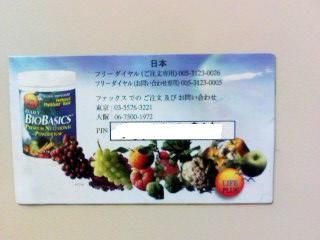 日本
フリーダイヤル (ご注文専用) 005-3123-0026
フリーダイヤル (お問い合わせ専用) 005-3123-0005
ファックス での ご注文 及び お問い合わせ
東京 : 03-5576-3221
大阪 : 06-7500-1972
PIN
DAILY
BIOBASICS
PREMIUM NUTRITIONAL
LIFE
PLUS